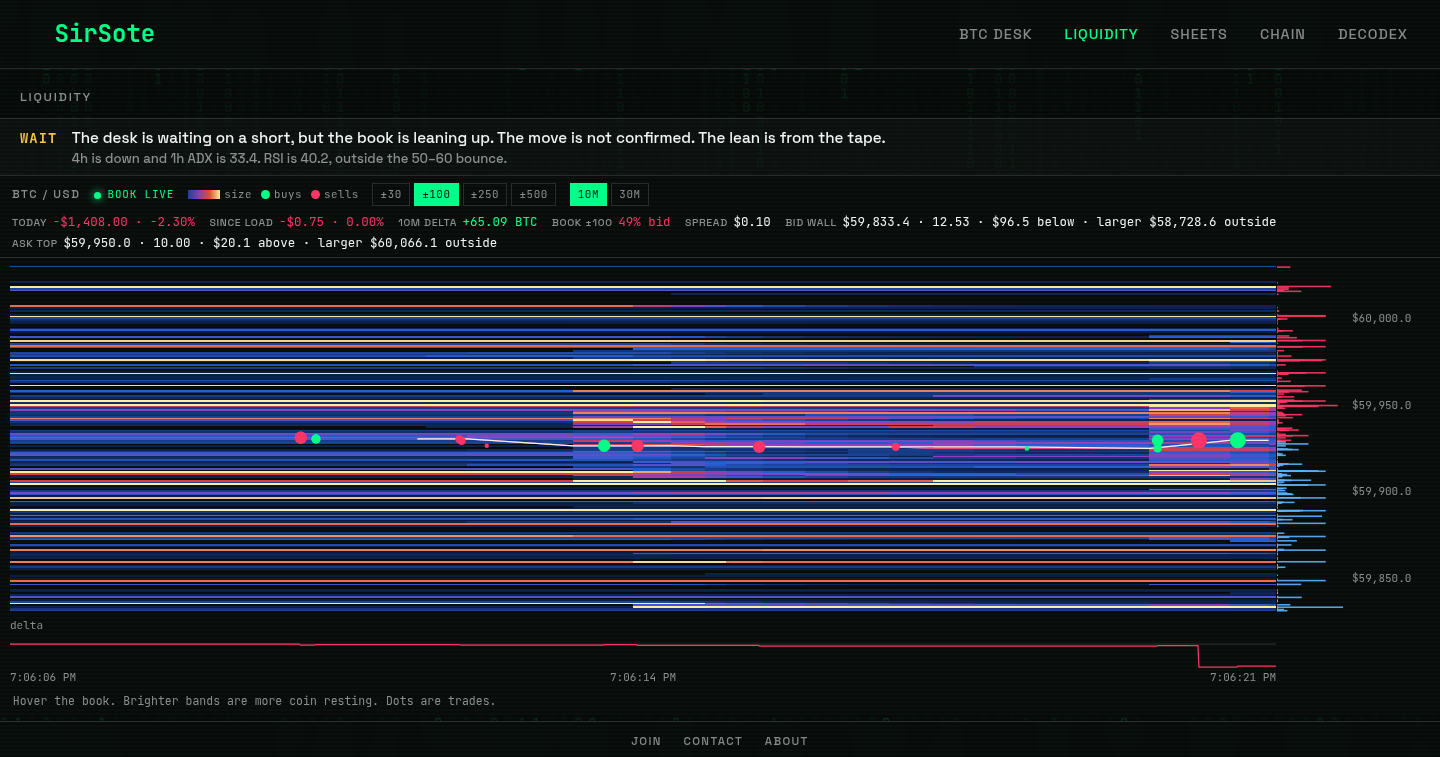 SirSote
BTC DESK LIQUIDITY SHEETS CHAIN DECODEX
LIQUIDITY
WAIT The desk is waiting on a short, but the book is leaning up. The move is not confirmed. The lean is from the tape.
4h is down and 1h ADX is 33.4. RSI is 40.2, outside the 50–60 bounce.
BTC / USD BOOK LIVE size buys sells ±30 ±100 ±250 ±500 10M 30M
TODAY -$1,408.00 · -2.30% SINCE LOAD -$0.75 · 0.00% 10M DELTA +65.09 BTC BOOK ±100 49% bid SPREAD $0.10 BID WALL $59,833.4 · 12.53 · $96.5 below · larger $58,728.6 outside
ASK TOP $59,950.0 · 10.00 · $20.1 above · larger $60,066.1 outside
$60,000.0
$59,950.0
$59,900.0
$59,850.0
delta
7:06:06 PM 7:06:14 PM 7:06:21 PM
Hover the book. Brighter bands are more coin resting. Dots are trades.
JOIN CONTACT ABOUT